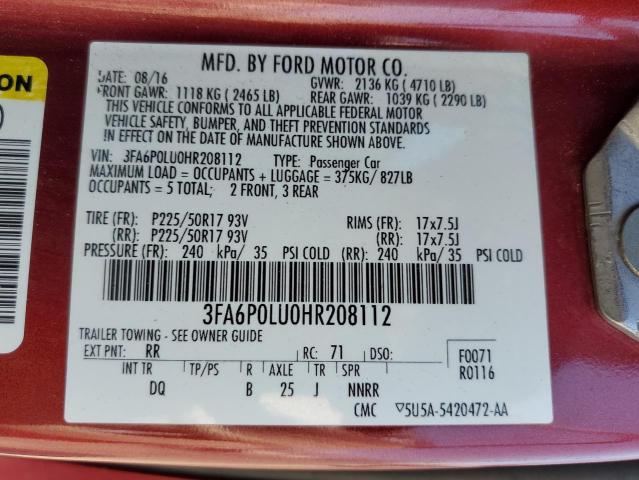 ON
MFD. BY FORD MOTOR CO.
DATE: 08/16 GVWR: 2136 KG ( 4710 LB)
FRONT GAWR: 1118 KG ( 2465 LB) REAR GAWR: 1039 KG ( 2290 LB)
THIS VEHICLE CONFORMS TO ALL APPLICABLE FEDERAL MOTOR
VEHICLE SAFETY, BUMPER, AND THEFT PREVENTION STANDARDS
IN EFFECT ON THE DATE OF MANUFACTURE SHOWN ABOVE.
VIN: 3FA6P0LU0HR208112 TYPE: Passenger Car
MAXIMUM LOAD = OCCUPANTS + LUGGAGE = 375KG/ 827LB
OCCUPANTS = 5 TOTAL; 2 FRONT, 3 REAR
TIRE (FR): P225/50R17 93V RIMS (FR): 17x7.5J
(RR): P225/50R17 93V (RR): 17x7.5J
PRESSURE (FR): 240 kPa/ 35 PSI COLD (RR): 240 kPa/ 35 PSI COLD
3FA6P0LU0HR208112
TRAILER TOWING - SEE OWNER GUIDE
EXT PNT: RR RC: 71 DSO: F0071
INT TR TP/PS R AXLE TR SPR R0116
DQ B 25 J NNRR
CMC ▽5U5A-5420472-AA